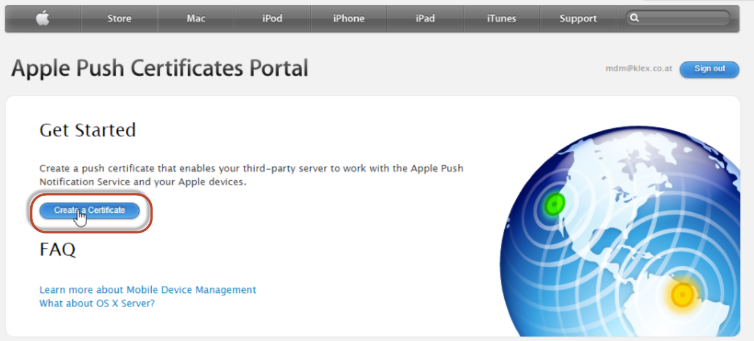 Store Mac iPod iPhone iPad iTunes Support
Apple Push Certificates Portal
mdm@klex.co.at Sign out
Get Started
Create a push certificate that enables your third-party server to work with the Apple Push
Notification Service and your Apple devices.
Create a Certificate
FAQ
Learn more about Mobile Device Management
What about OS X Server?